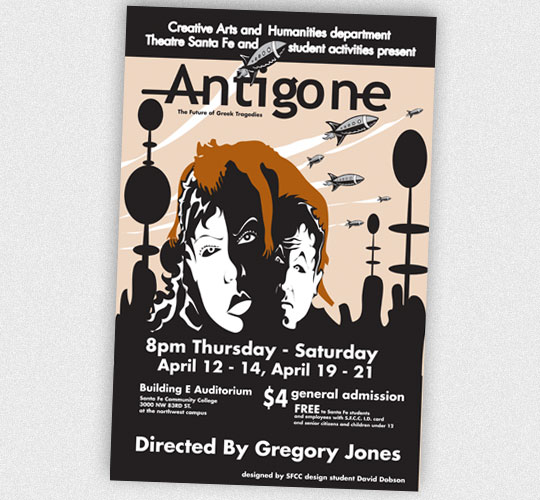 Creative Arts and Humanities department
Theatre Santa Fe and student activities present
Antigone
The Future of Greek Tragedies
8pm Thursday - Saturday
April 12 - 14, April 19 - 21
Building E Auditorium
Santa Fe Community College
3000 NW 83RD ST.
at the northwest campus
$4 general admission
FREE to Santa Fe students
and employees with S.F.C.C. I.D. card
and senior citizens and children under 12
Directed By Gregory Jones
designed by SFCC design student David Dobson